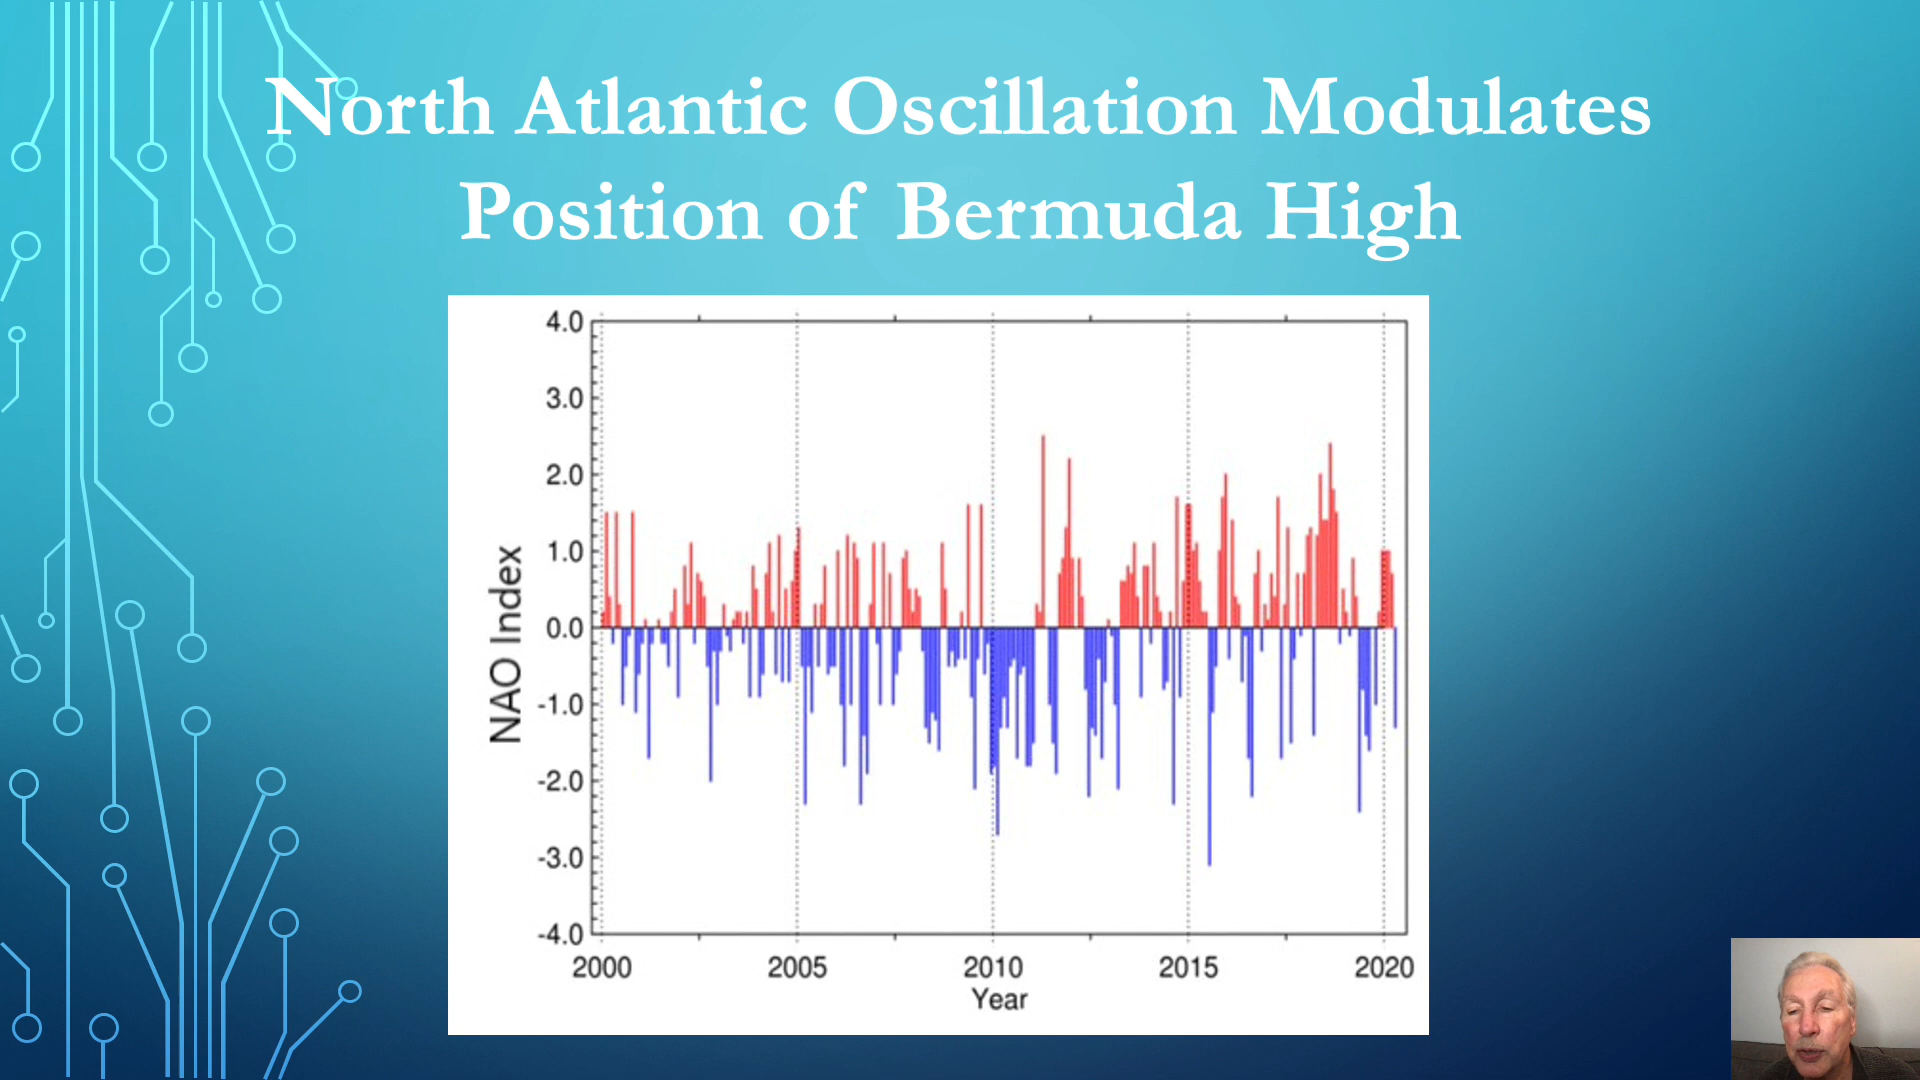 North Atlantic Oscillation Modulates
Position of Bermuda High
4.0
3.0
2.0
1.0
0.0
-1.0
-2.0
-3.0
-4.0
NAO Index
2000 2005 2010 2015 2020
Year